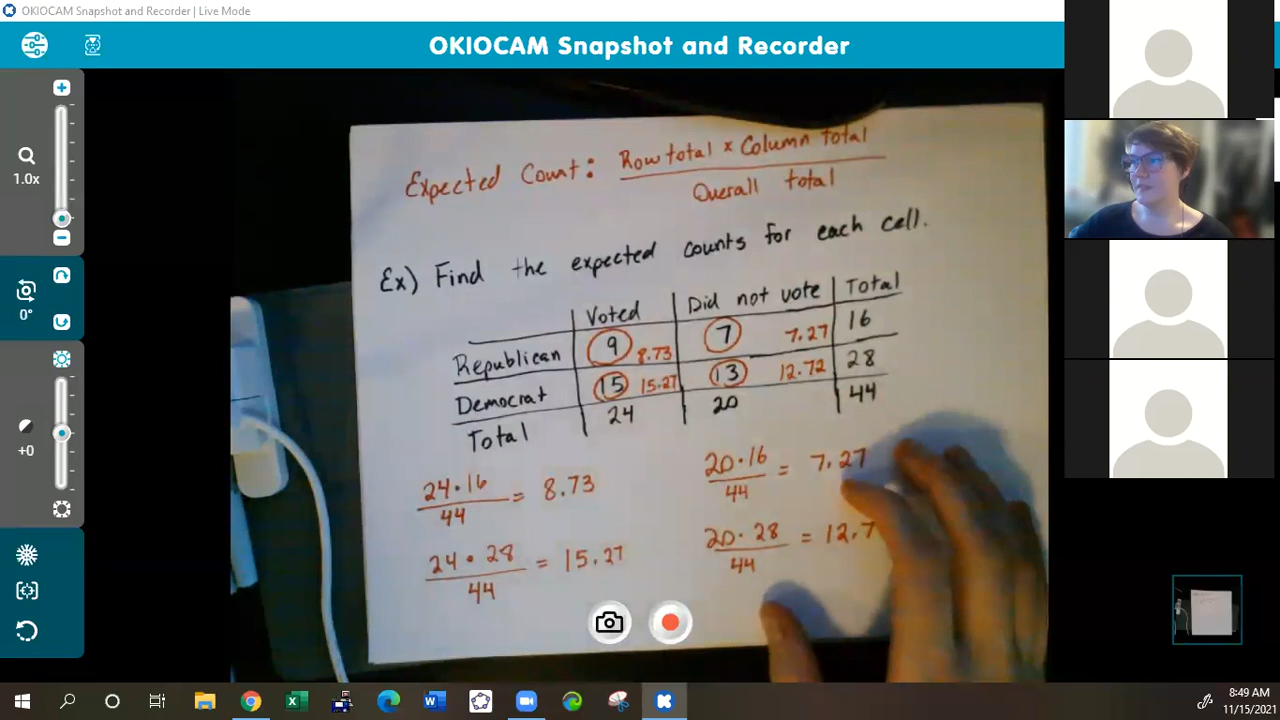 OKIOCAM Snapshot and Recorder | Live Mode
OKIOCAM Snapshot and Recorder
1.0x
0°
+0
Expected Count: Row total x Column total
Overall total
Ex) Find the expected counts for each cell.
Voted Did not vote Total
Republican 9 8.73 7 7.27 16
Democrat 15 15.27 13 12.72 28
Total 24 20 44
24·16
44
= 8.73
20·16
44
= 7.27
24·28
44
= 15.27
20·28
44
= 12.7
8:49 AM
11/15/2021